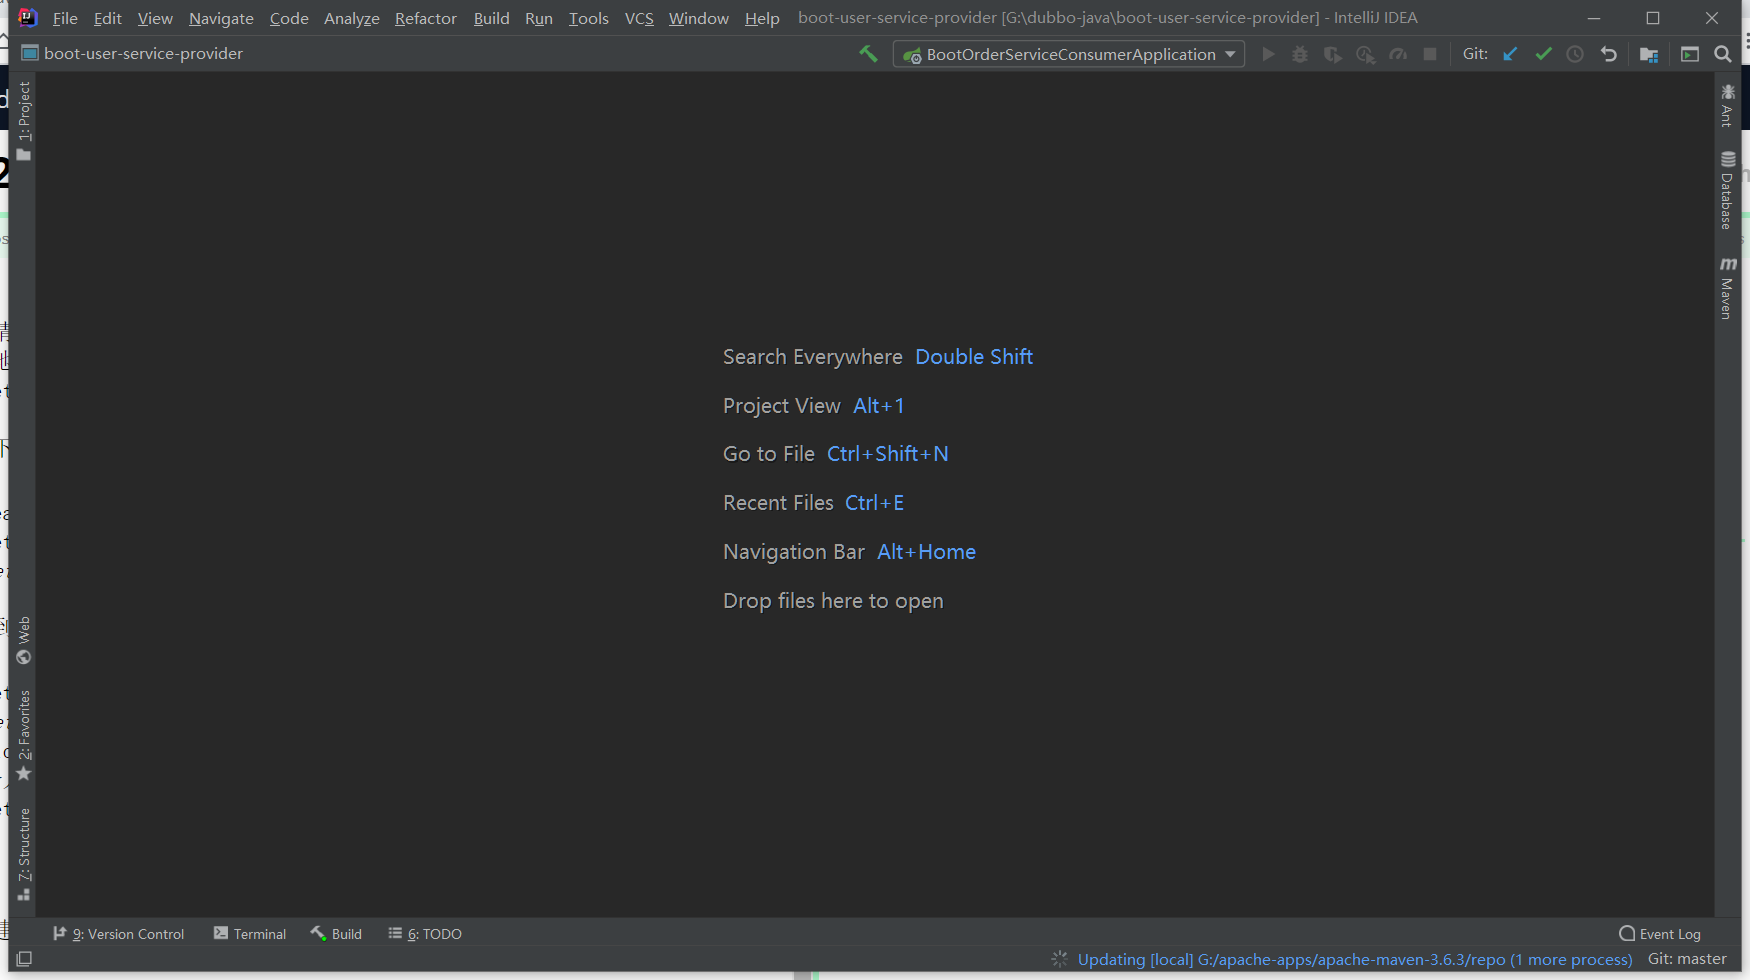 File Edit View Navigate Code Analyze Refactor Build Run Tools VCS Window Help boot-user-service-provider [G:\dubbo-java\boot-user-service-provider] - IntelliJ IDEA
boot-user-service-provider
BootOrderServiceConsumerApplication
Git:
1: Project
Ant
Database
Maven
Search Everywhere Double Shift
Project View Alt+1
Go to File Ctrl+Shift+N
Recent Files Ctrl+E
Navigation Bar Alt+Home
Drop files here to open
Web
2: Favorites
7: Structure
9: Version Control
Terminal
Build
6: TODO
Event Log
Updating [local] G:/apache-apps/apache-maven-3.6.3/repo (1 more process)
Git: master